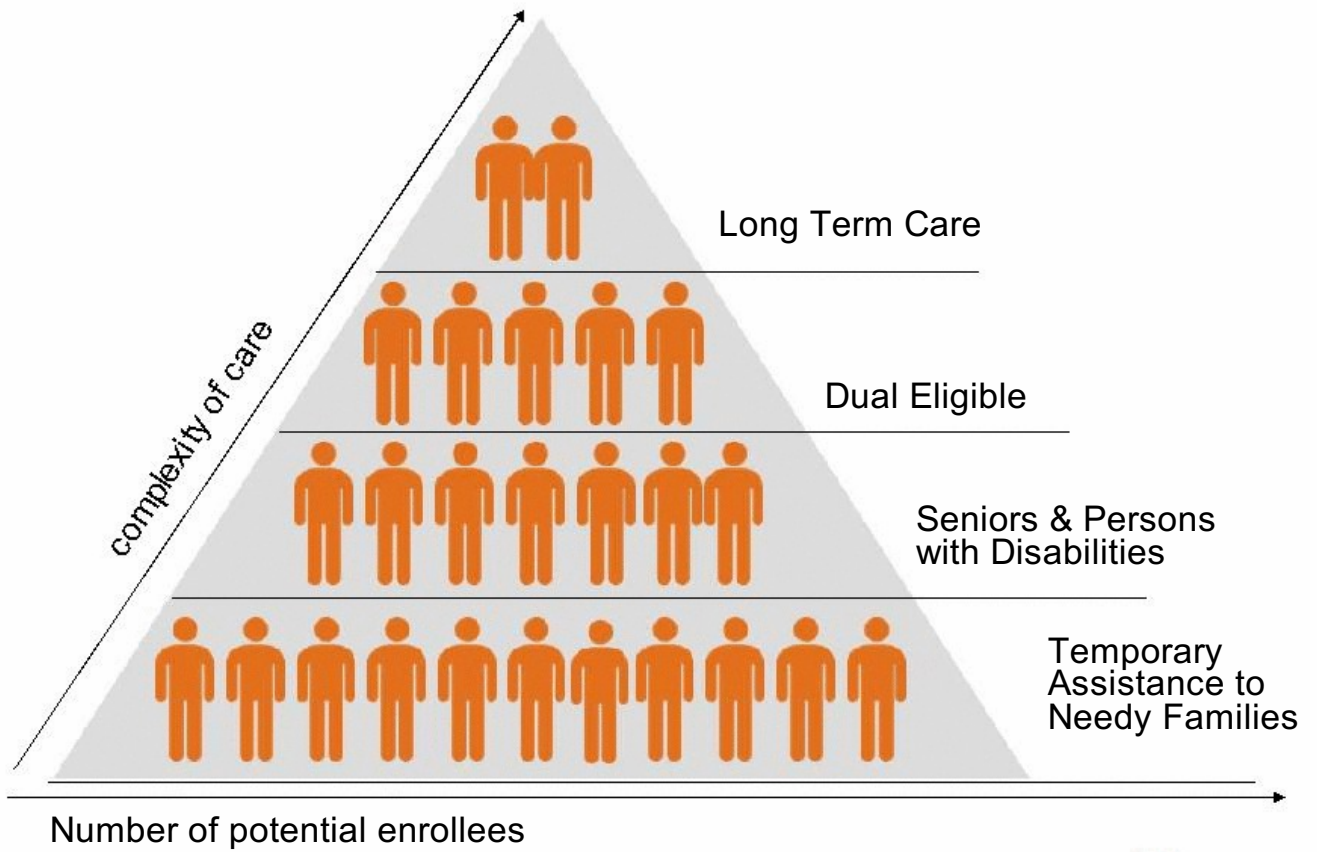 Long Term Care
complexity of care
Dual Eligible
Seniors & Persons
with Disabilities
Temporary
Assistance to
Needy Families
Number of potential enrollees